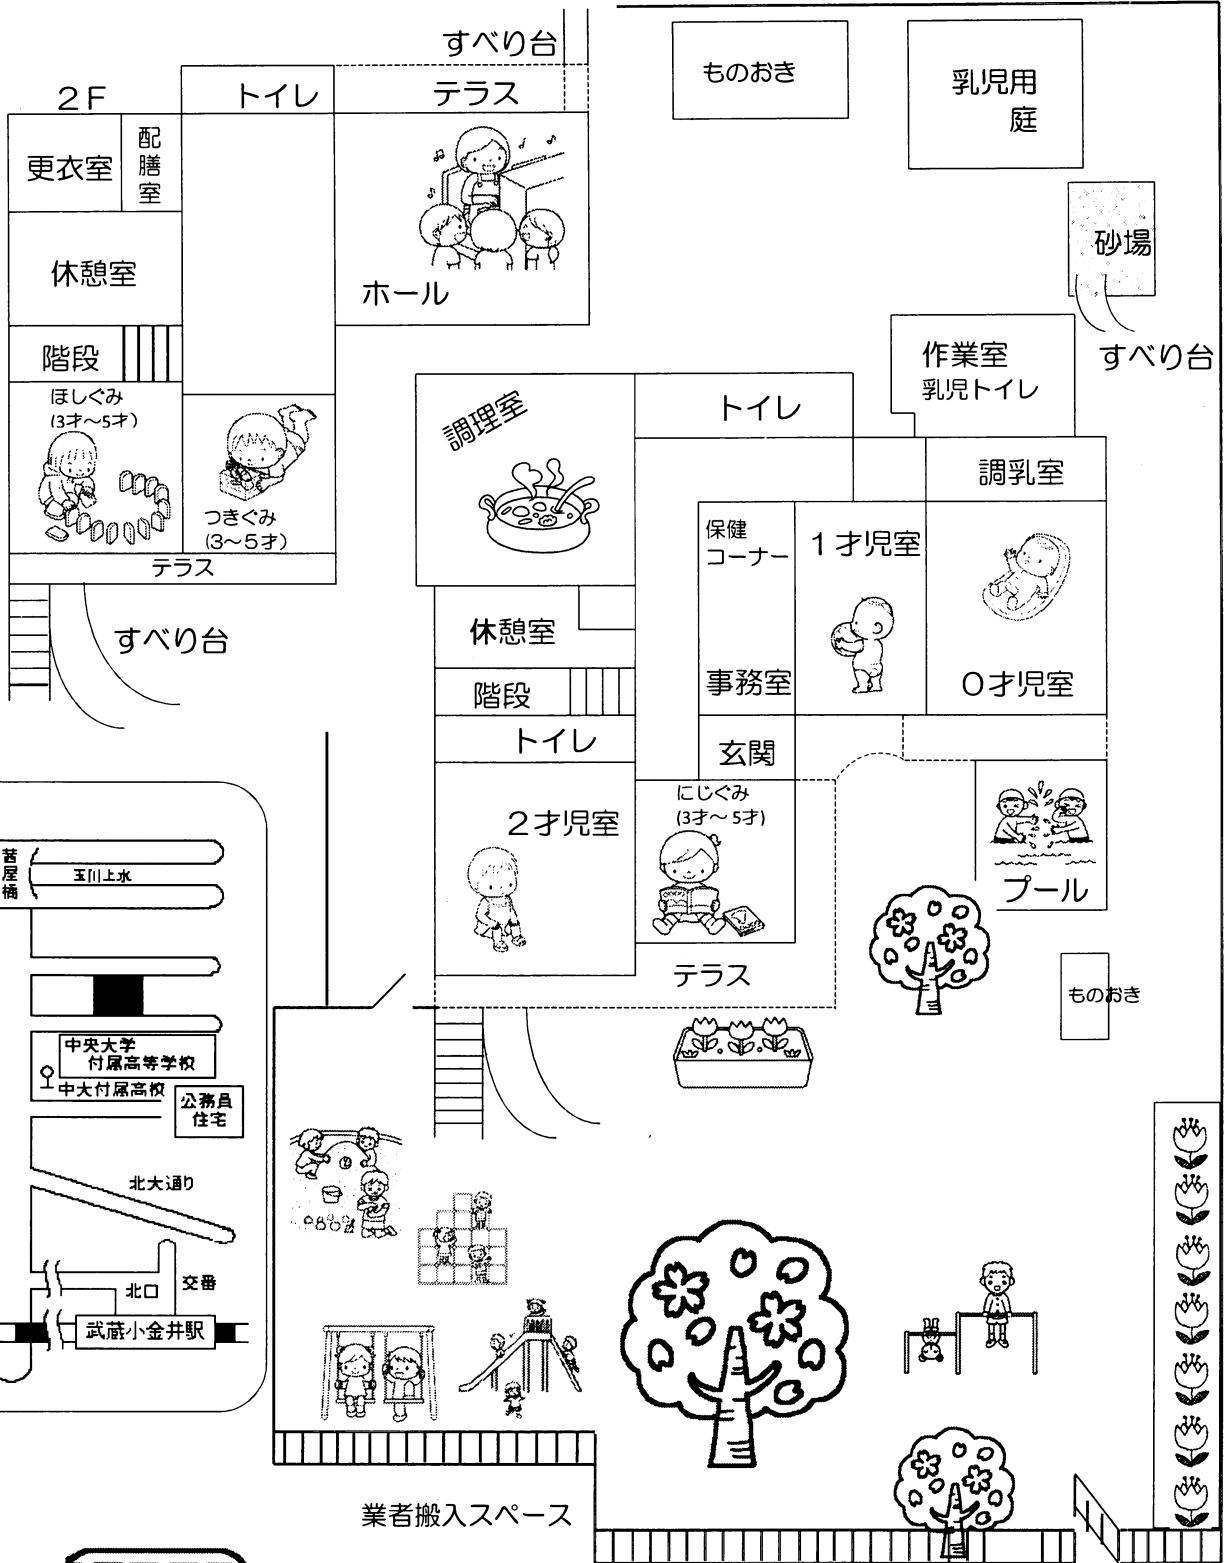 すべり台
ものおき
乳児用
庭
2F
トイレ
テラス
更衣室
配膳室
砂場
休憩室
ホール
すべり台
階段
作業室
乳児トイレ
ほしぐみ
(3才～5才)
調理室
トイレ
調乳室
つきぐみ
(3～5才)
保健
コーナー
1才児室
テラス
すべり台
休憩室
事務室
0才児室
階段
トイレ
玄関
にじぐみ
(3才～5才)
2才児室
プール
茜屋橋
玉川上水
テラス
ものおき
中央大学
付属高等学校
中大付属高校
公務員
住宅
北大通り
北口
交番
武蔵小金井駅
業者搬入スペース